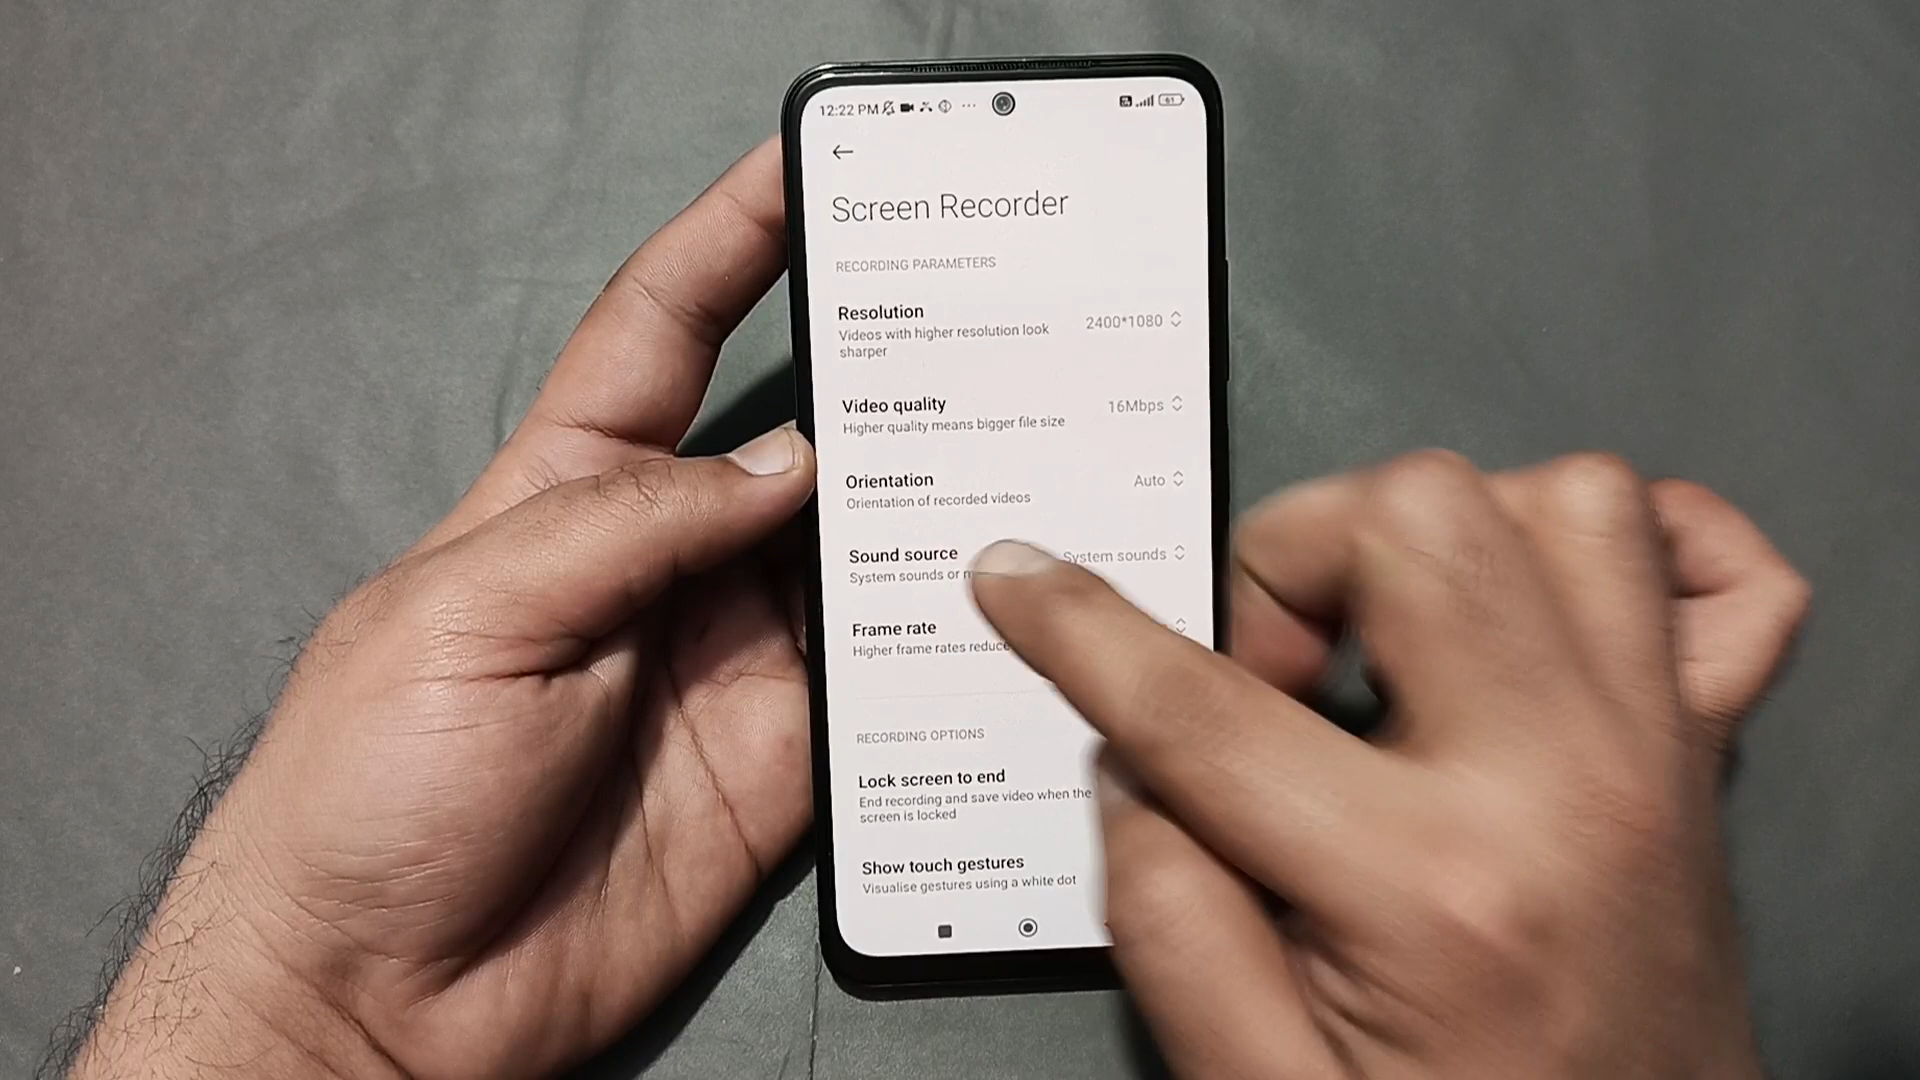 12:22 PM
61
Screen Recorder
RECORDING PARAMETERS
Resolution
Videos with higher resolution look
sharper
2400*1080
Video quality
Higher quality means bigger file size
16Mbps
Orientation
Orientation of recorded videos
Auto
Sound source
System sounds or
System sounds
Frame rate
Higher frame rates reduce
RECORDING OPTIONS
Lock screen to end
End recording and save video when the
screen is locked
Show touch gestures
Visualise gestures using a white dot